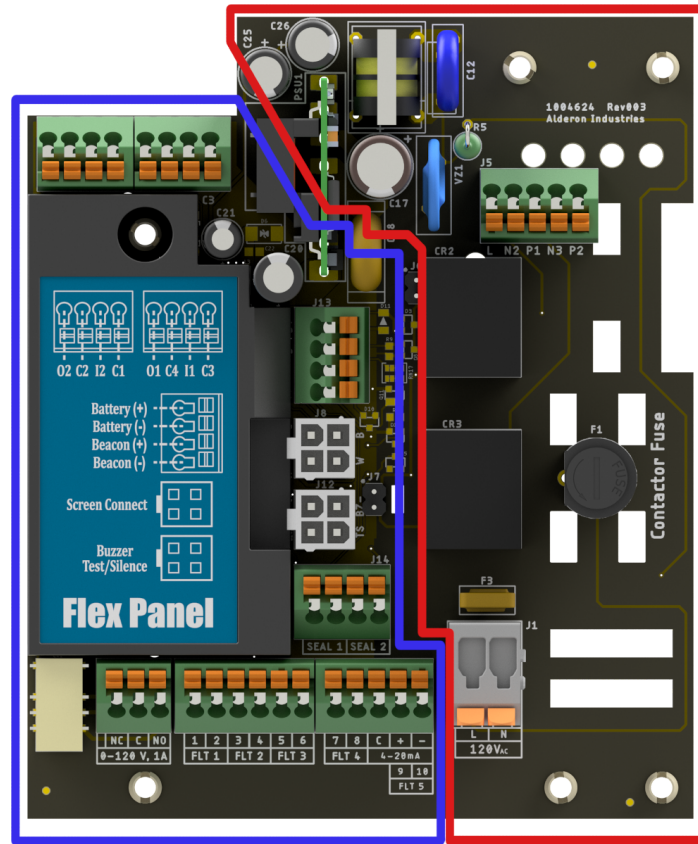 C26
C25
PSU1
C12
1004624 Rev003
Alderon Industries
R5
C17
VZ1
J5
C3
C21
C20
L N2 P1 N3 P2
CR2
J13
O2 C2 I2 C1
O1 C4 I1 C3
Battery (+)
Battery (-)
Beacon (+)
Beacon (-)
J8
B
W
CR3
F1
FUSE
Contactor Fuse
Screen Connect
J12
J7
B7-
TS
Buzzer
Test/Silence
J14
Flex Panel
F3
SEAL 1 SEAL 2
J1
NC C NO
0-120 V, 1A
1 2 3 4 5 6
FLT 1 FLT 2 FLT 3
7 8 C + -
FLT 4 4-20mA
9 10
FLT 5
L N
120VAC